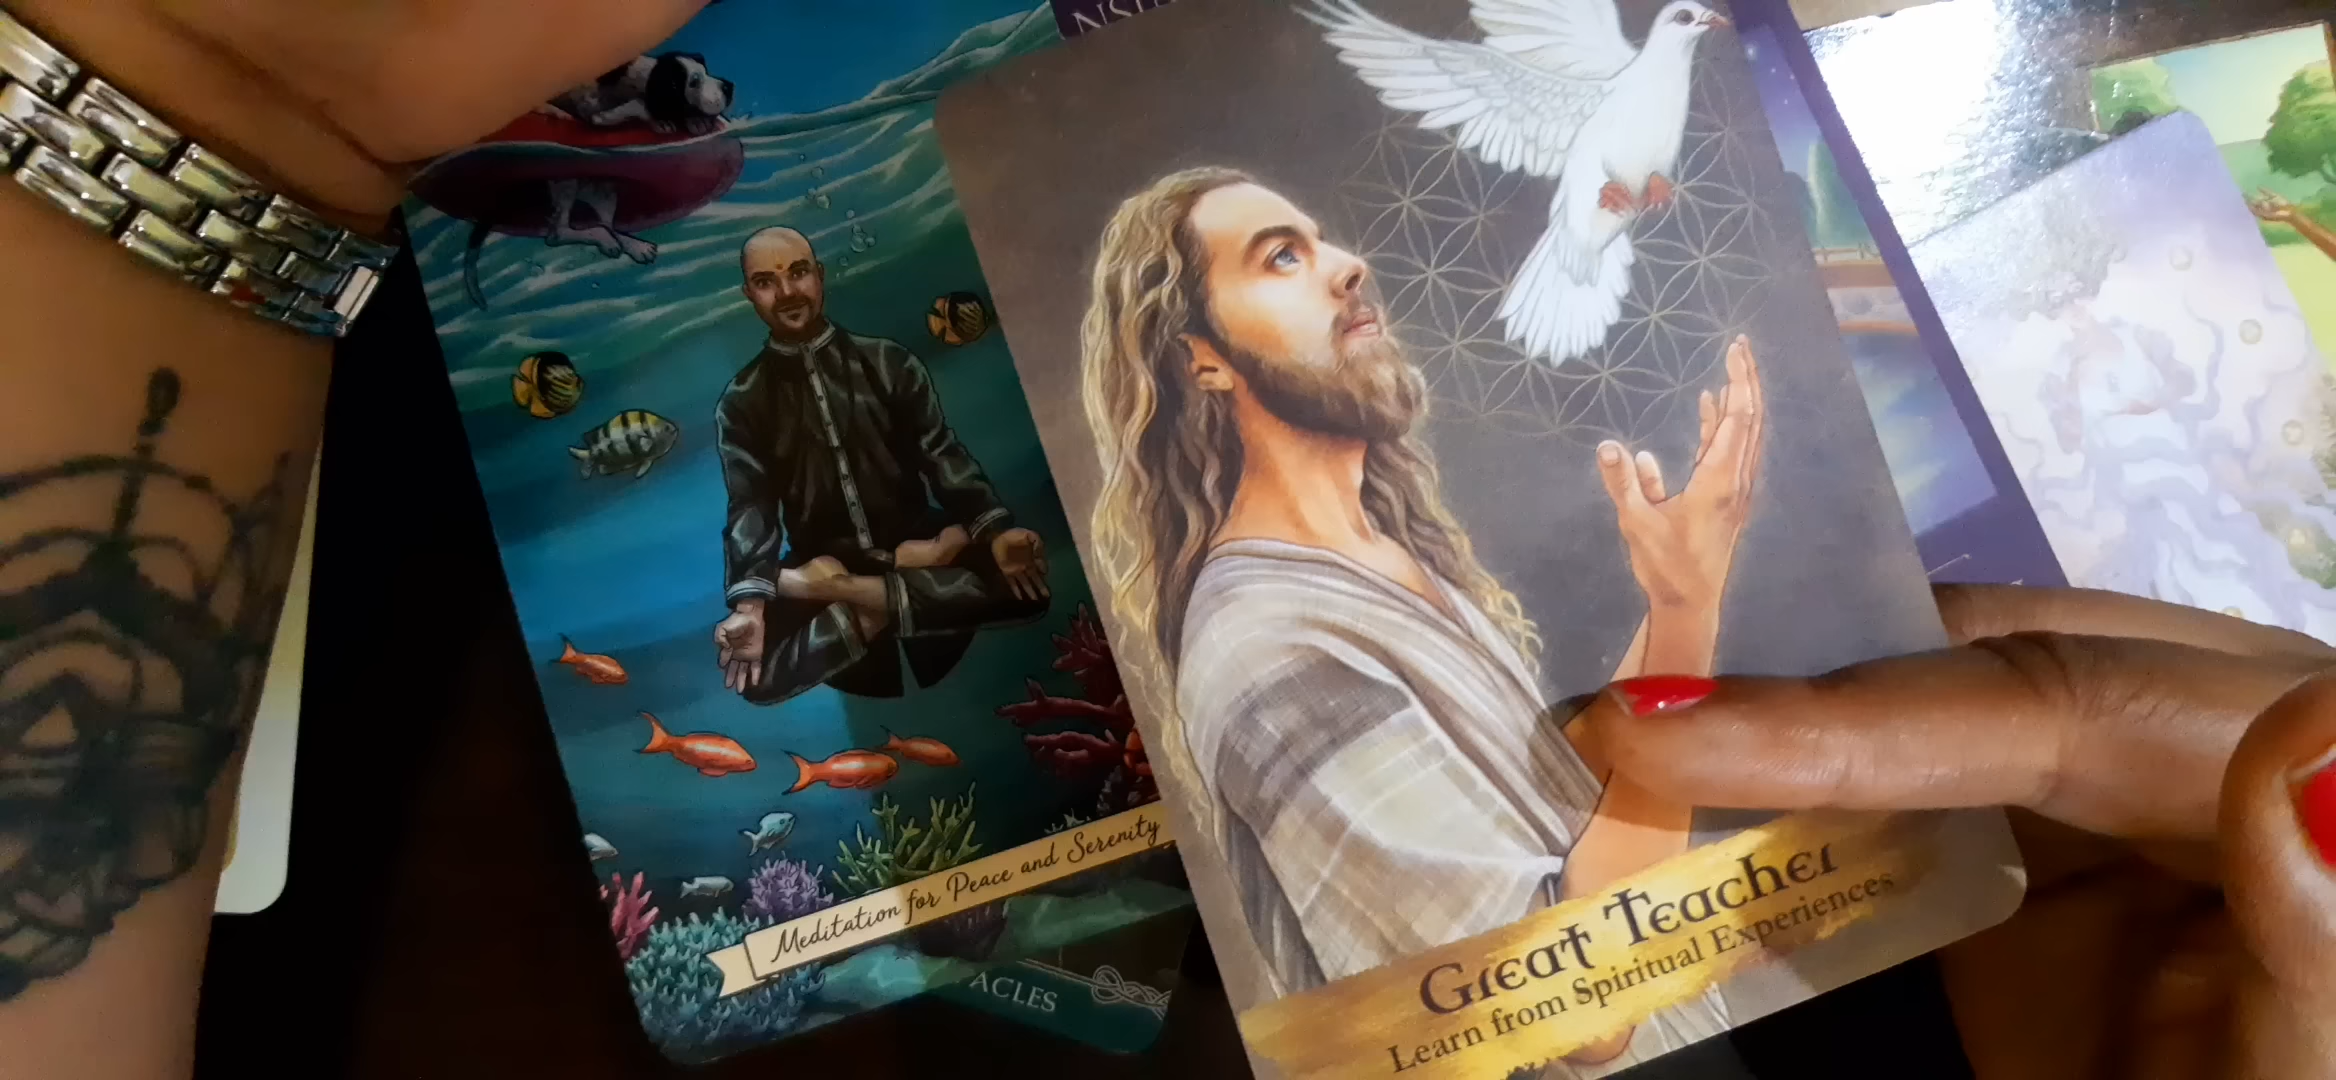 Meditation for Peace and Serenity
ACLES
Great Teacher
Learn from Spiritual Experiences